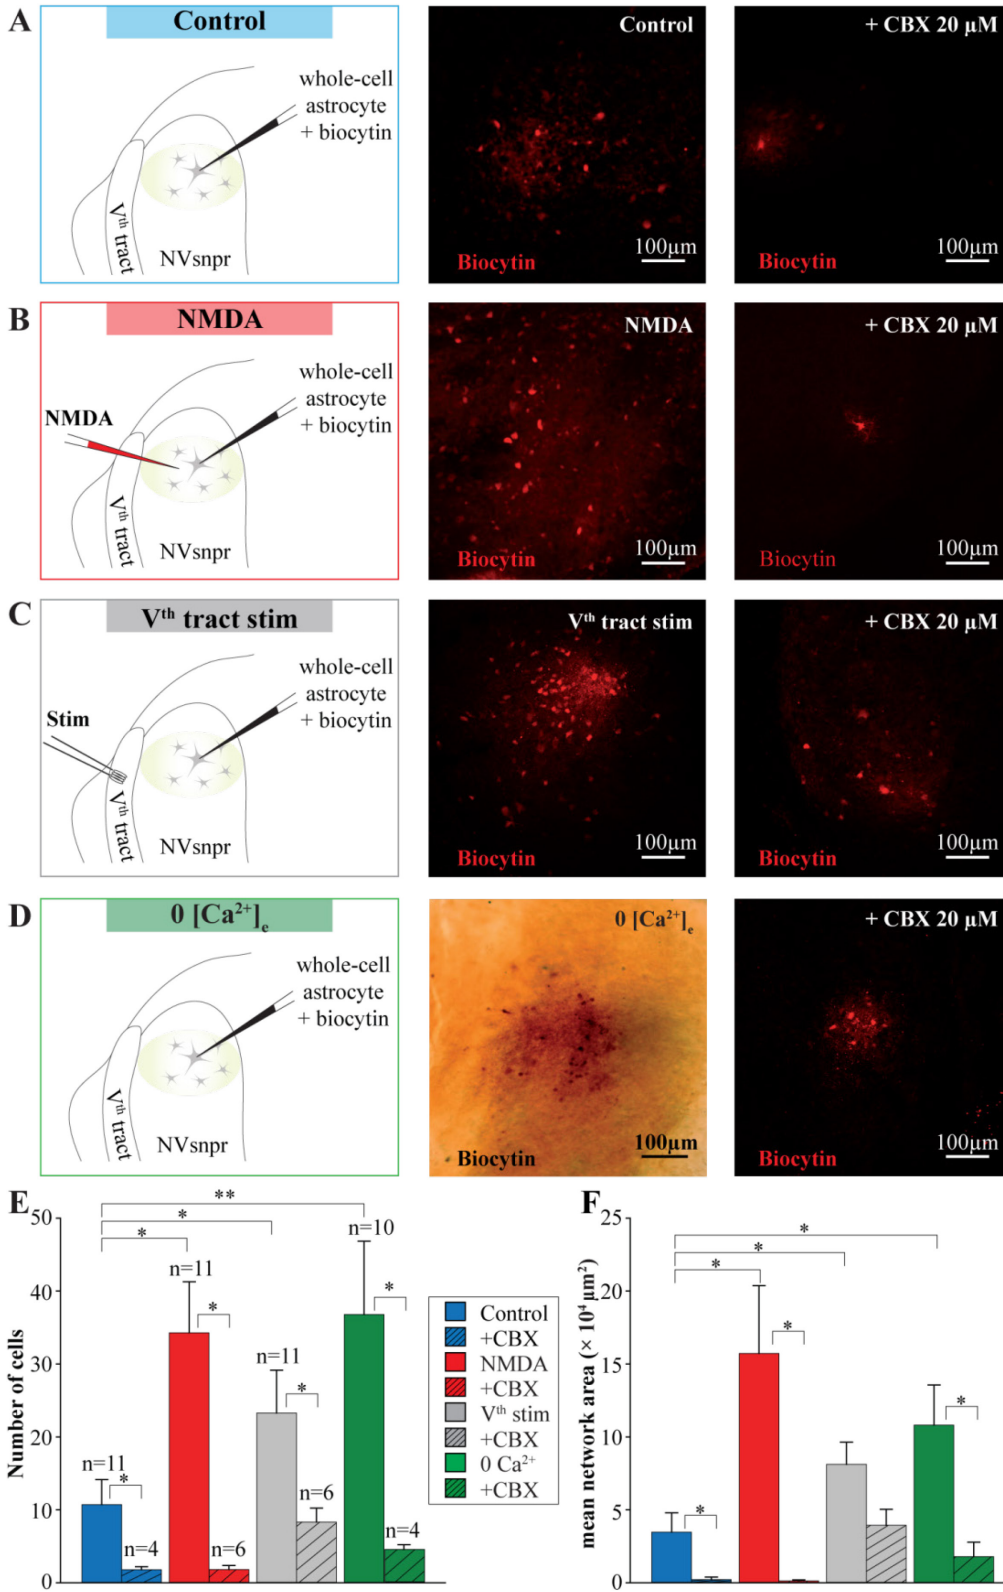 A
Control
whole-cell
astrocyte
+ biocytin
Vth tract
NVsnpr
Control
Biocytin
100µm
+ CBX 20 µM
Biocytin
100µm
B
NMDA
whole-cell
astrocyte
+ biocytin
NMDA
Vth tract
NVsnpr
NMDA
Biocytin
100µm
+ CBX 20 µM
Biocytin
100µm
C
Vth tract stim
whole-cell
astrocyte
+ biocytin
Stim
Vth tract
NVsnpr
Vth tract stim
Biocytin
100µm
+ CBX 20 µM
Biocytin
100µm
D
0 [Ca2+]e
whole-cell
astrocyte
+ biocytin
Vth tract
NVsnpr
0 [Ca2+]e
Biocytin
100µm
+ CBX 20 µM
Biocytin
100µm
E
Number of cells
50
40
30
20
10
0
**
*
*
n=11
*
n=4
n=11
*
n=6
n=11
*
n=6
n=10
*
n=4
Control
+CBX
NMDA
+CBX
Vth stim
+CBX
0 Ca2+
+CBX
F
mean network area (× 10⁴ µm²)
25
20
15
10
5
0
*
*
*
*
*
*